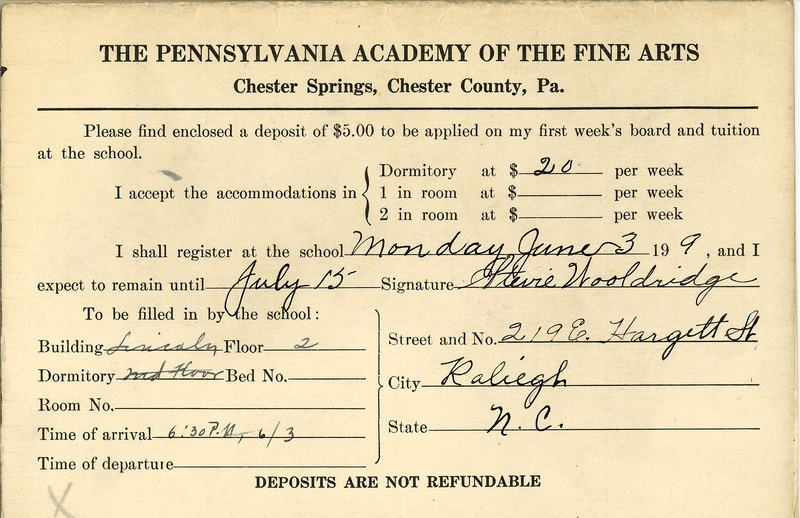 THE PENNSYLVANIA ACADEMY OF THE FINE ARTS
Chester Springs, Chester County, Pa.
Please find enclosed a deposit of $5.00 to be applied on my first week's board and tuition
at the school.
I accept the accommodations in
Dormitory at $ 20 per week
1 in room at $ per week
2 in room at $ per week
I shall register at the school Monday June 3 19 9, and I
expect to remain until July 15 Signature Stevie Wooldridge
To be filled in by the school:
Building Lincoln Floor 2
Dormitory Bed No.
Room No.
Time of arrival 6:30 P.M, 6/3
Time of departure
Street and No. 219 E. Hargett St
City Raliegh
State N.C.
DEPOSITS ARE NOT REFUNDABLE
X